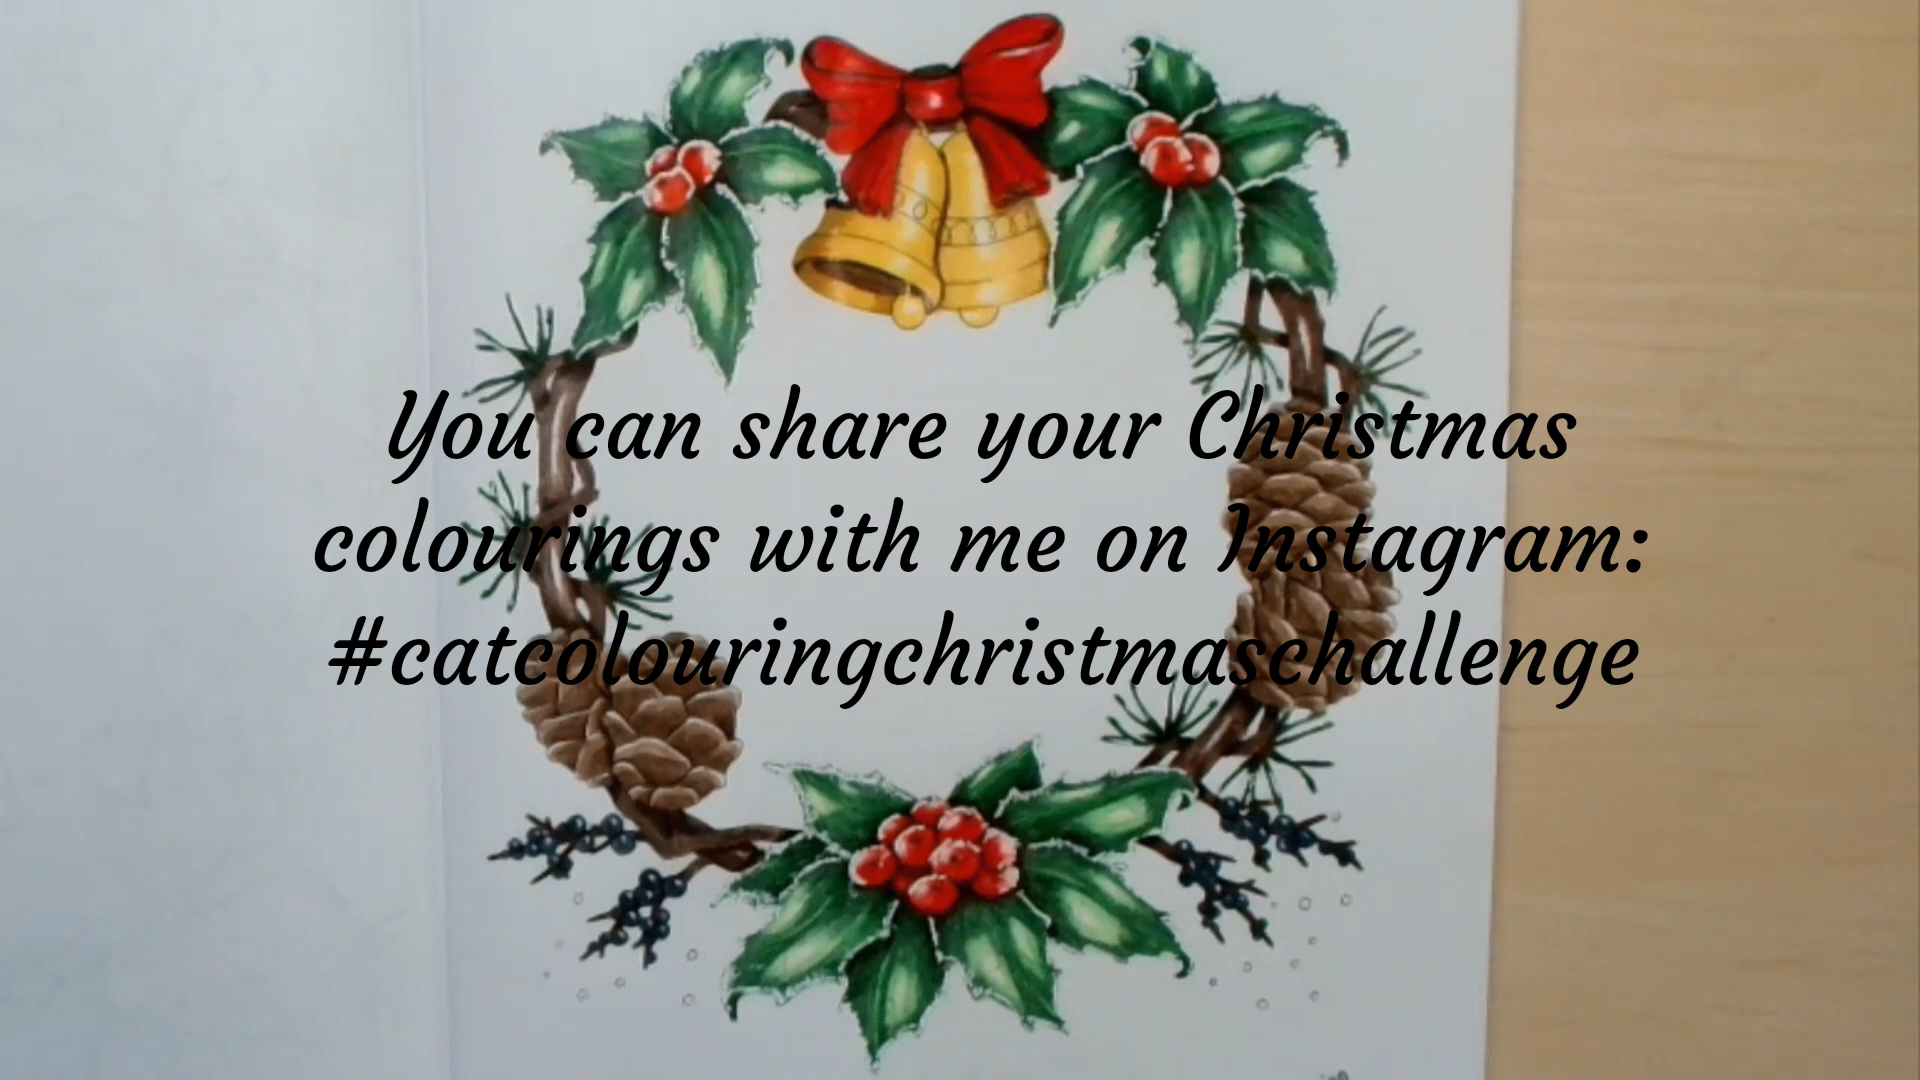 You can share your Christmas
colourings with me on Instagram:
#catcolouringchristmaschallenge